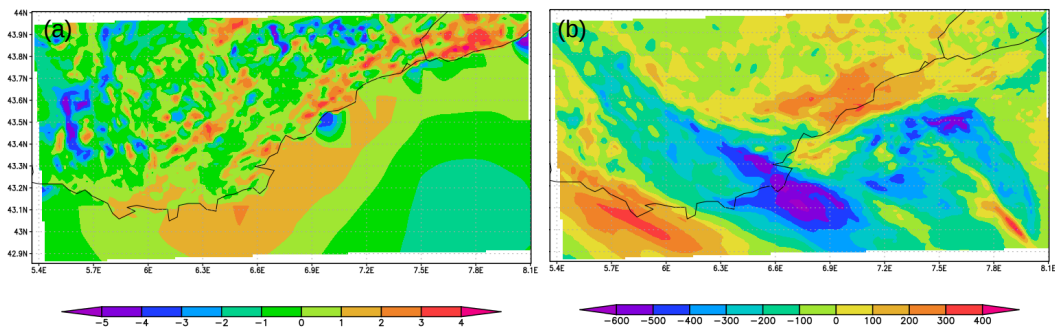 (a)
44N
43.9N
43.8N
43.7N
43.6N
43.5N
43.4N
43.3N
43.2N
43.1N
43N
42.9N
5.4E 5.7E 6E 6.3E 6.6E 6.9E 7.2E 7.5E 7.8E 8.1E
-5 -4 -3 -2 -1 0 1 2 3 4
(b)
5.4E 5.7E 6E 6.3E 6.6E 6.9E 7.2E 7.5E 7.8E 8.1E
-600 -500 -400 -300 -200 -100 0 100 200 300 400